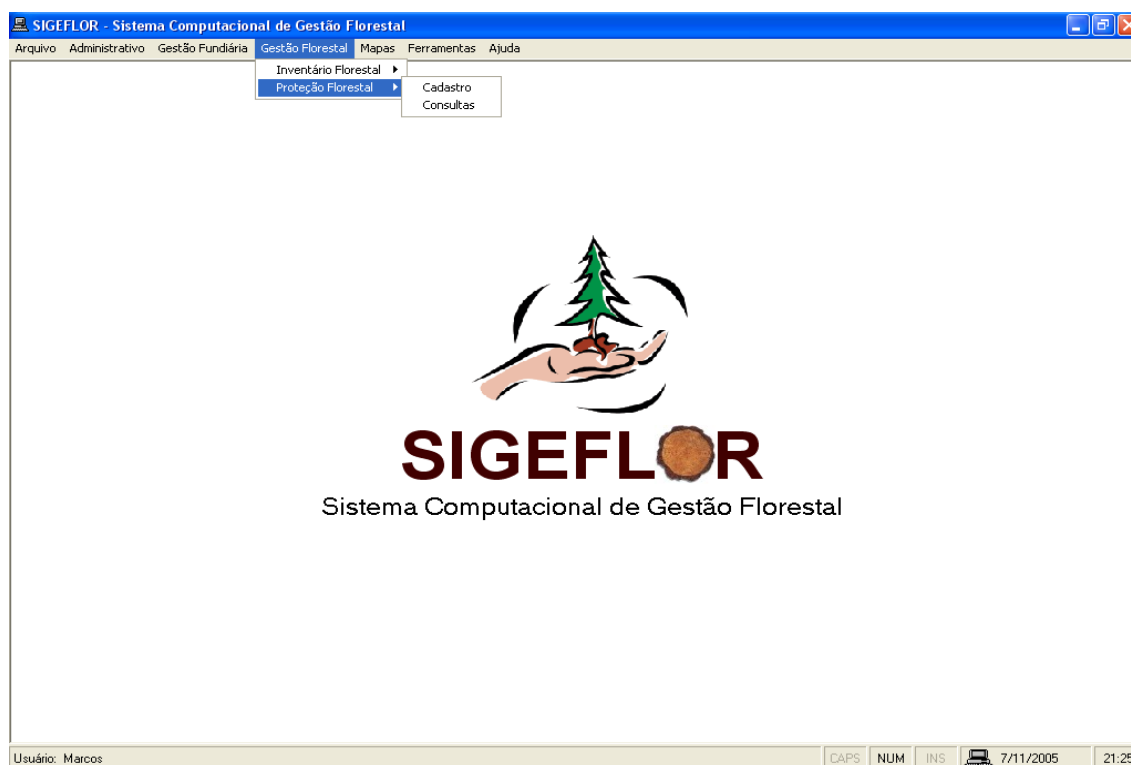 SIGEFLOR - Sistema Computacional de Gestão Florestal
Arquivo Administrativo Gestão Fundiária Gestão Florestal Mapas Ferramentas Ajuda
Inventário Florestal
Proteção Florestal
Cadastro
Consultas
SIGEFLOR
Sistema Computacional de Gestão Florestal
Usuário: Marcos CAPS NUM INS 7/11/2005 21:25